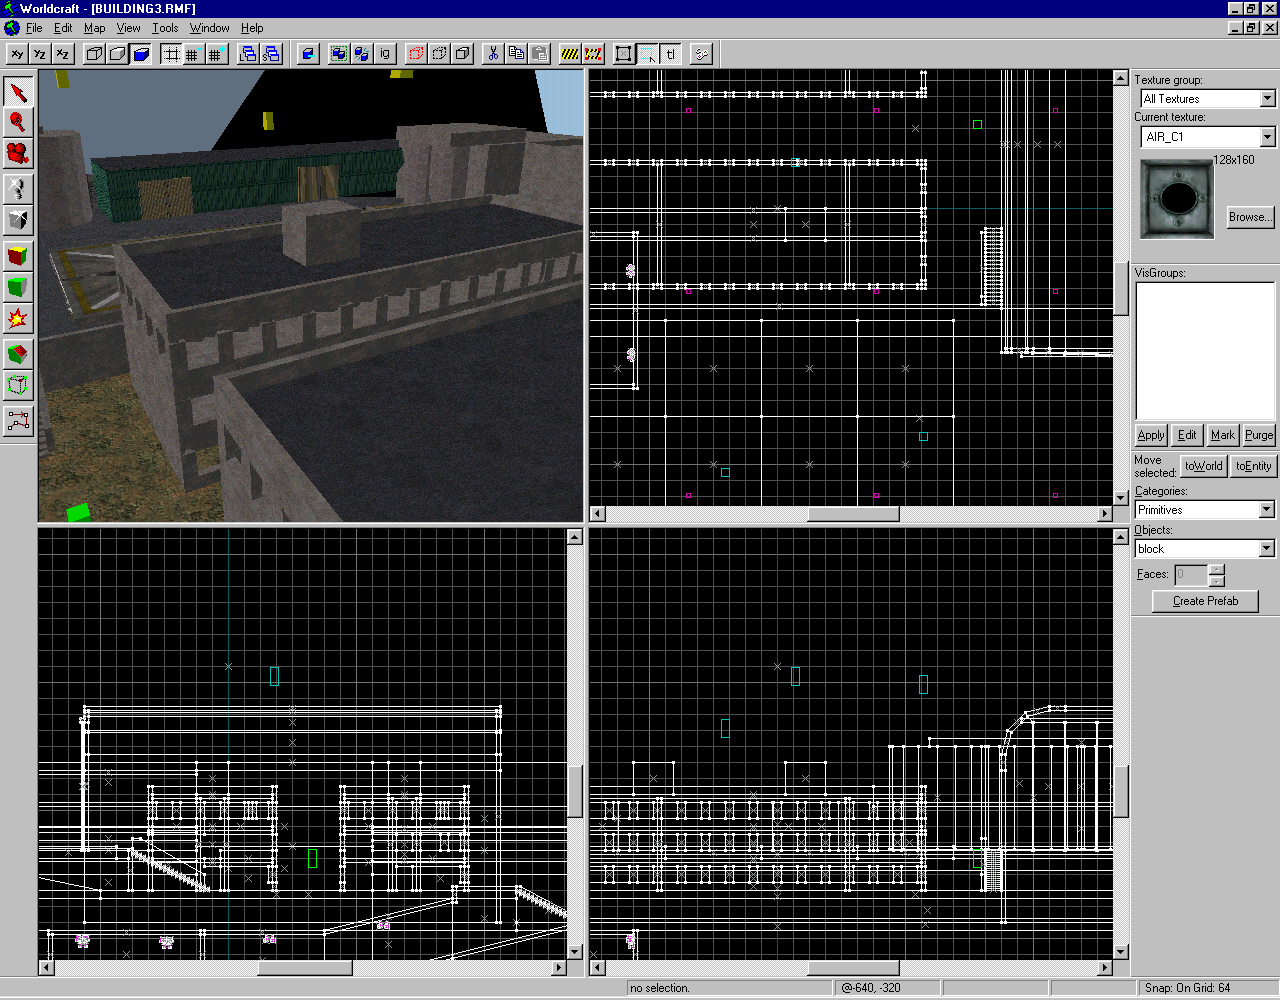 Worldcraft - [BUILDING3.RMF]
File Edit Map View Tools Window Help
xy yz xz ig tl
Texture group:
All Textures
Current texture:
AIR_C1
128x160
Browse...
VisGroups:
Apply Edit Mark Purge
Move selected: toWorld toEntity
Categories:
Primitives
Objects:
block
Faces: 0
Create Prefab
no selection. @-640, -320 Snap: On Grid: 64